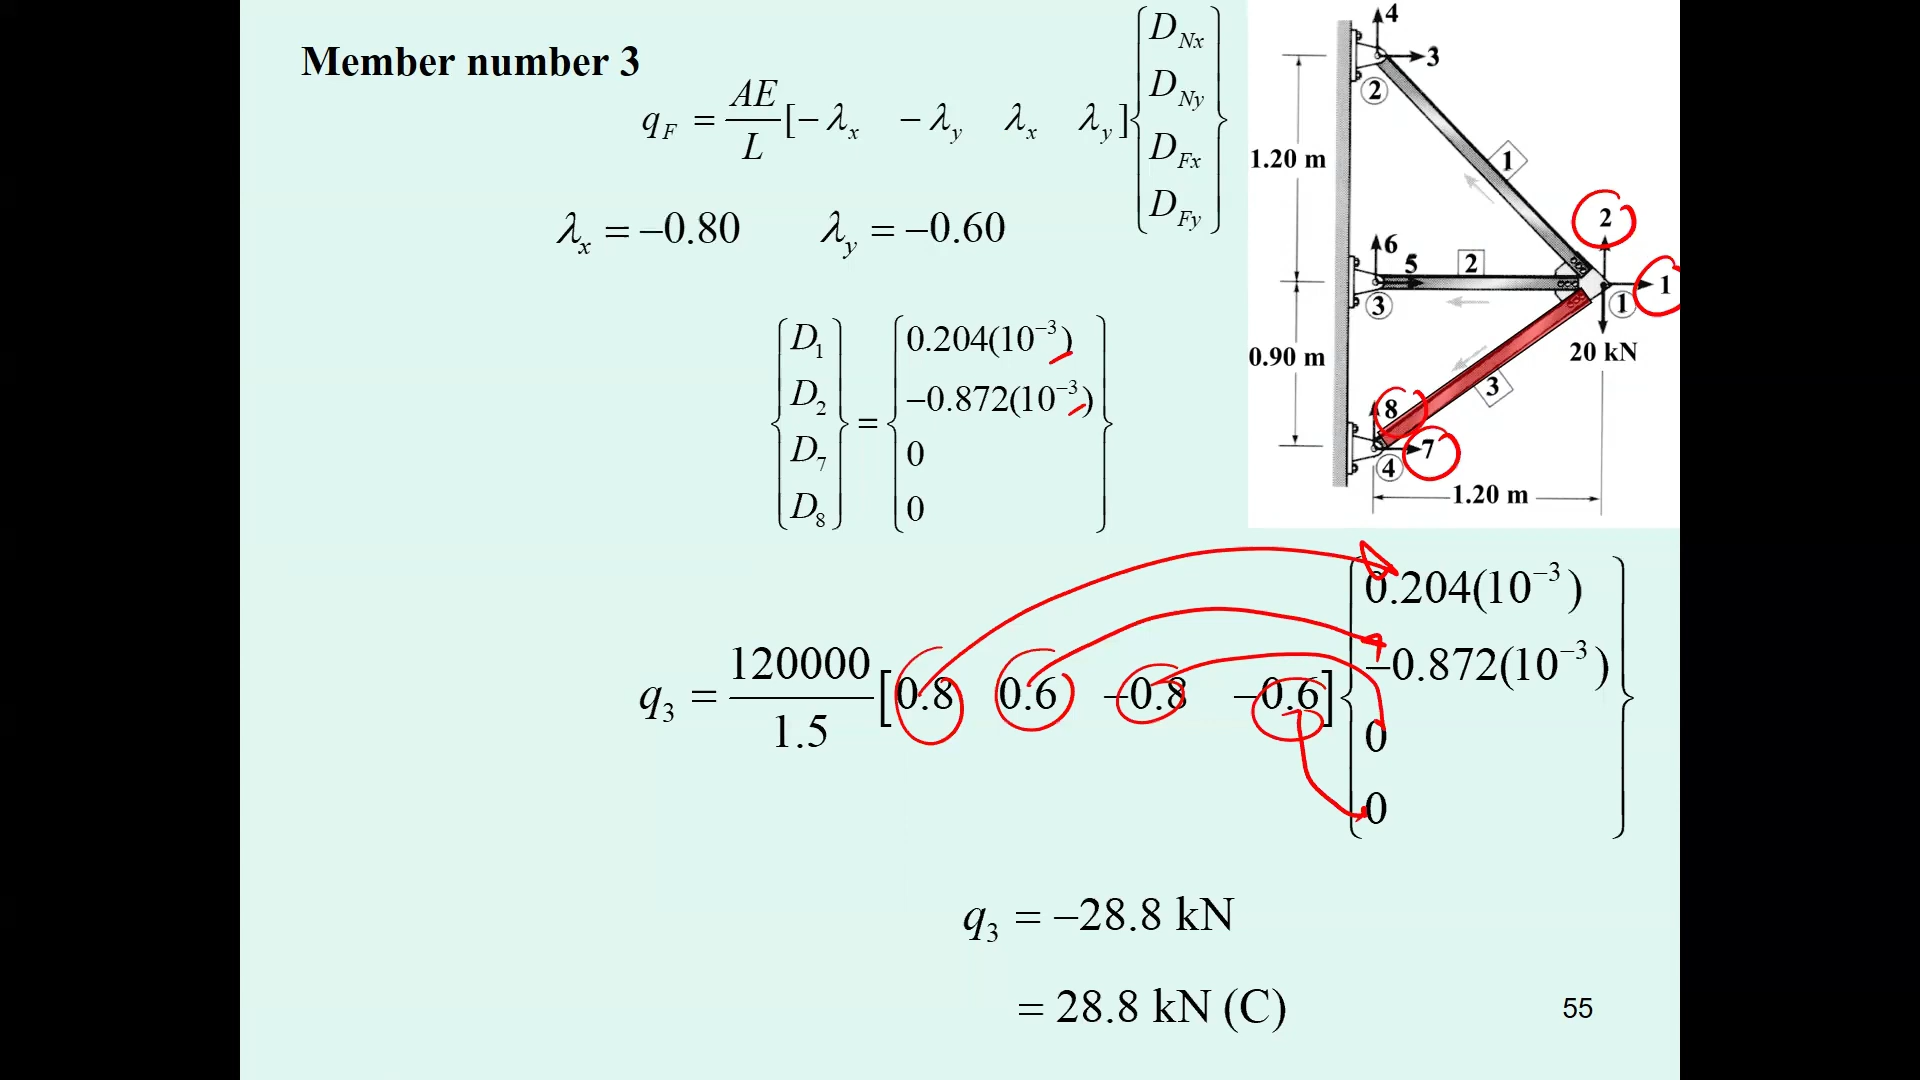 Member number 3
q_F = AE/L [−λ_x −λ_y λ_x λ_y] {D_Nx D_Ny D_Fx D_Fy}
λ_x = −0.80 λ_y = −0.60
{D_1 D_2 D_7 D_8} = {0.204(10^−3) −0.872(10^−3) 0 0}
4
3
2
1.20 m
1
2
6
5
2
1
3
1
0.90 m
20 kN
3
8
7
4
1.20 m
q_3 = 120000/1.5 [0.8 0.6 −0.8 −0.6] {0.204(10^−3) −0.872(10^−3) 0 0}
q_3 = −28.8 kN
= 28.8 kN (C)
55